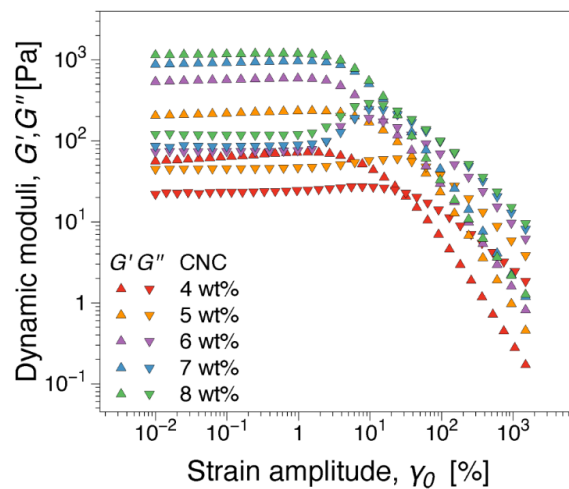 Dynamic moduli, G′,G″ [Pa]
10³
10²
10¹
1
10⁻¹
G′ G″ CNC
4 wt%
5 wt%
6 wt%
7 wt%
8 wt%
10⁻² 10⁻¹ 1 10¹ 10² 10³
Strain amplitude, γ₀ [%]